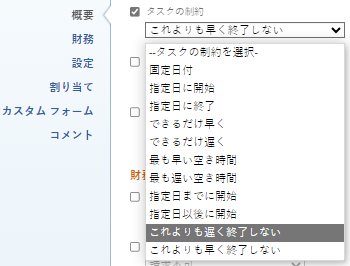 概要
財務
設定
割り当て
カスタム フォーム
コメント
タスクの制約
これよりも早く終了しない
--タスクの制約を選択-
固定日付
指定日に開始
指定日に終了
できるだけ早く
できるだけ遅く
最も早い空き時間
最も遅い空き時間
指定日までに開始
指定日以後に開始
これよりも遅く終了しない
これよりも早く終了しない